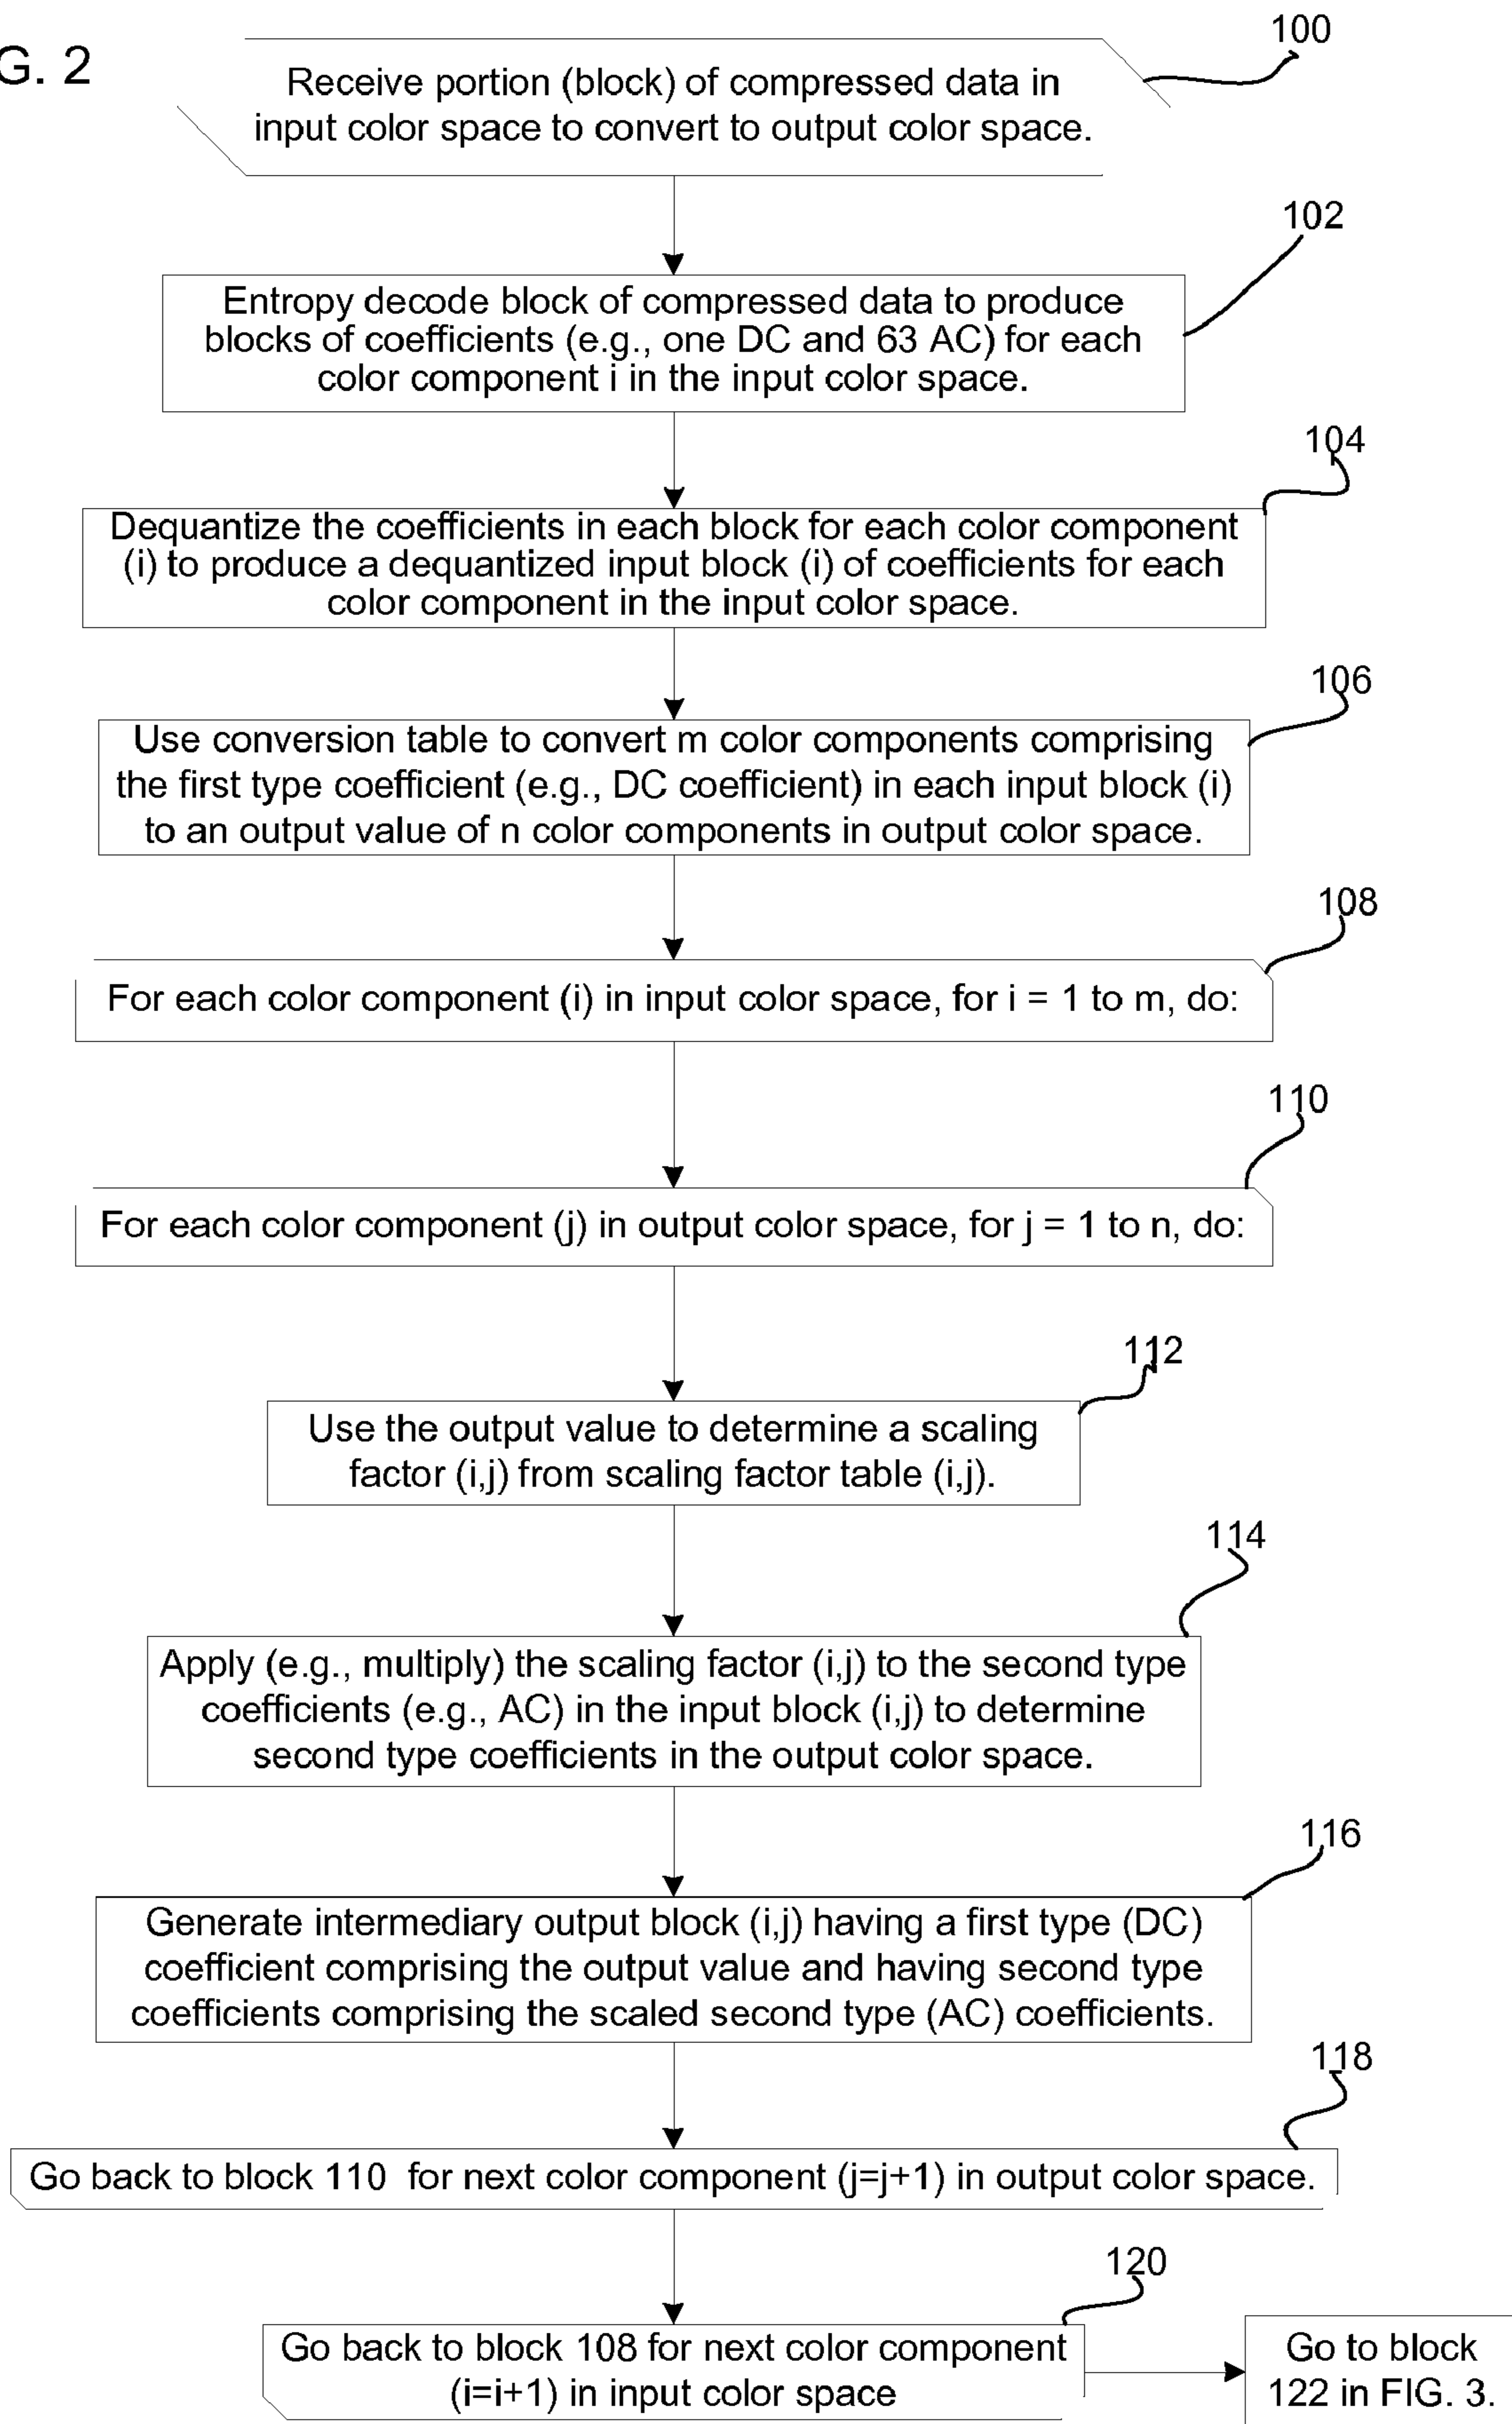 G. 2
100
Receive portion (block) of compressed data in
input color space to convert to output color space.
102
Entropy decode block of compressed data to produce
blocks of coefficients (e.g., one DC and 63 AC) for each
color component i in the input color space.
104
Dequantize the coefficients in each block for each color component
(i) to produce a dequantized input block (i) of coefficients for each
color component in the input color space.
106
Use conversion table to convert m color components comprising
the first type coefficient (e.g., DC coefficient) in each input block (i)
to an output value of n color components in output color space.
108
For each color component (i) in input color space, for i = 1 to m, do:
110
For each color component (j) in output color space, for j = 1 to n, do:
112
Use the output value to determine a scaling
factor (i,j) from scaling factor table (i,j).
114
Apply (e.g., multiply) the scaling factor (i,j) to the second type
coefficients (e.g., AC) in the input block (i,j) to determine
second type coefficients in the output color space.
116
Generate intermediary output block (i,j) having a first type (DC)
coefficient comprising the output value and having second type
coefficients comprising the scaled second type (AC) coefficients.
118
Go back to block 110 for next color component (j=j+1) in output color space.
120
Go back to block 108 for next color component
(i=i+1) in input color space
Go to block
122 in FIG. 3.